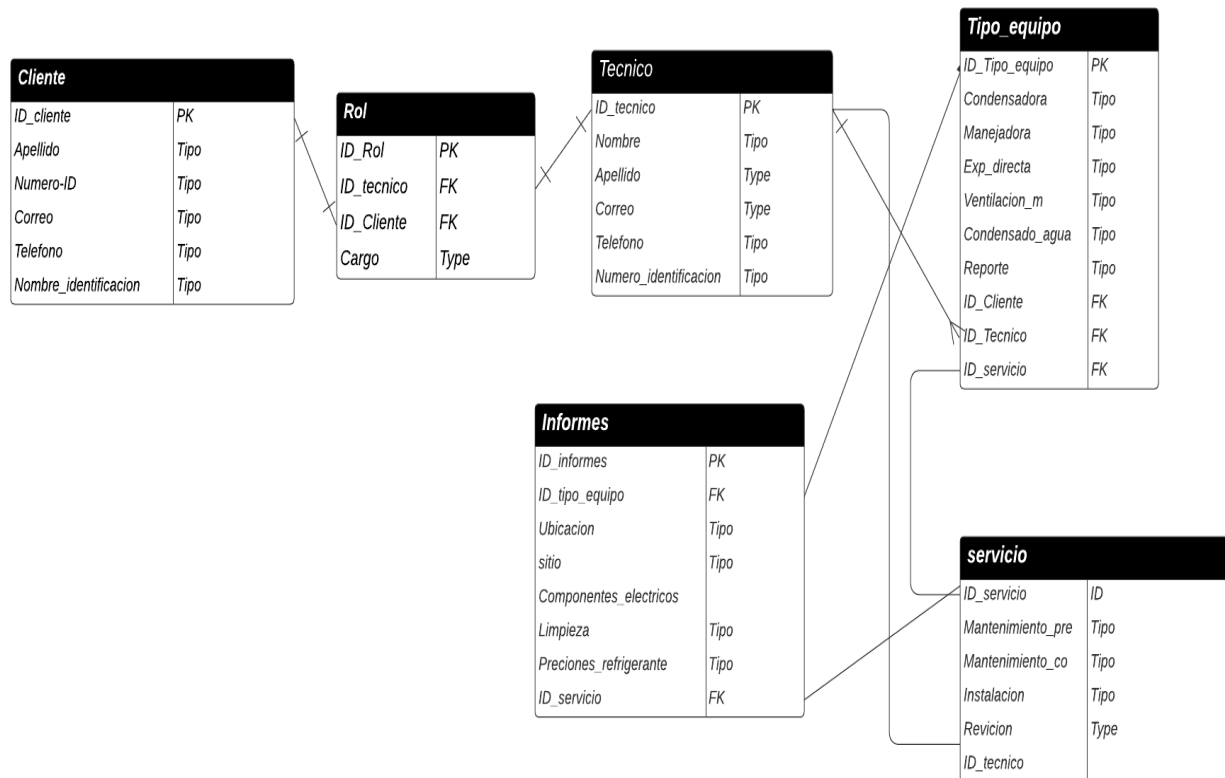 Cliente
ID_cliente PK
Apellido Tipo
Numero-ID Tipo
Correo Tipo
Telefono Tipo
Nombre_identificacion Tipo
Rol
ID_Rol PK
ID_tecnico FK
ID_Cliente FK
Cargo Type
Tecnico
ID_tecnico PK
Nombre Tipo
Apellido Type
Correo Type
Telefono Tipo
Numero_identificacion Tipo
Tipo_equipo
ID_Tipo_equipo PK
Condensadora Tipo
Manejadora Tipo
Exp_directa Tipo
Ventilacion_m Tipo
Condensado_agua Tipo
Reporte Tipo
ID_Cliente FK
ID_Tecnico FK
ID_servicio FK
Informes
ID_informes PK
ID_tipo_equipo FK
Ubicacion Tipo
sitio Tipo
Componentes_electricos
Limpieza Tipo
Preciones_refrigerante Tipo
ID_servicio FK
servicio
ID_servicio ID
Mantenimiento_pre Tipo
Mantenimiento_co Tipo
Instalacion Tipo
Revicion Type
ID_tecnico